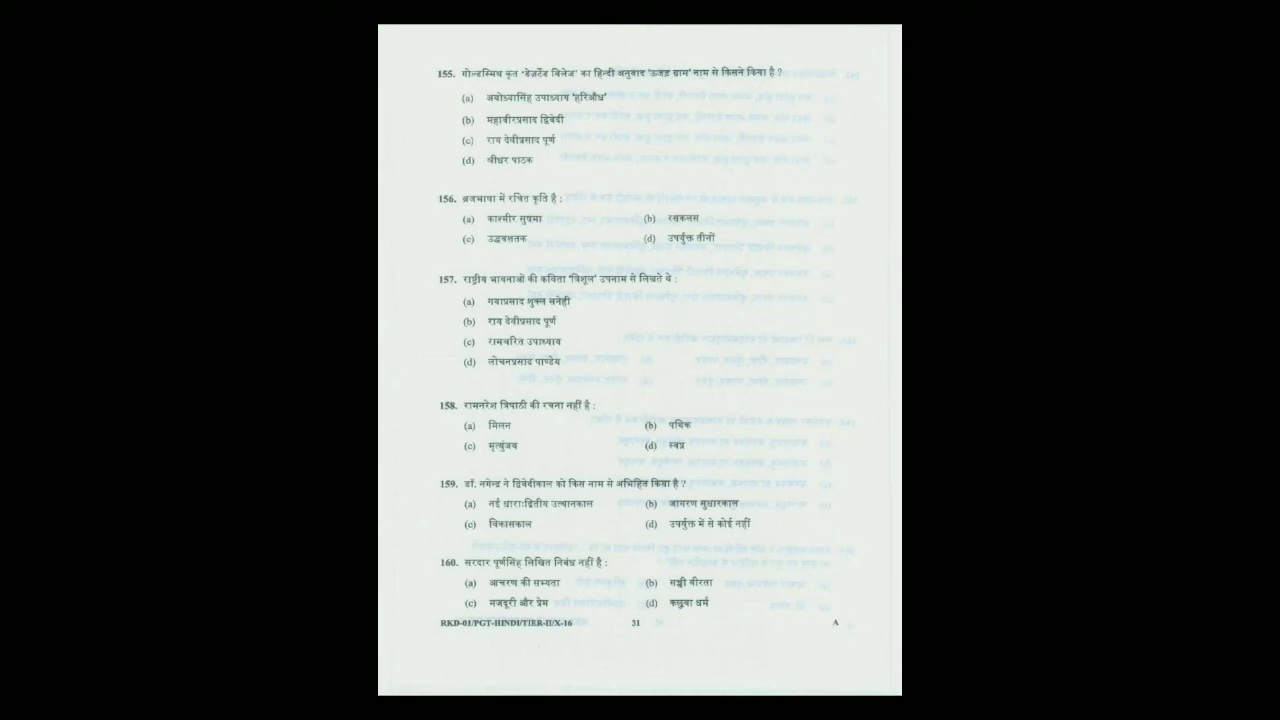 155. गोल्डस्मिथ कृत 'डेज़र्टेड विलेज' का हिन्दी अनुवाद 'ऊजड़ ग्राम' नाम से किसने किया है ?
(a) अयोध्यासिंह उपाध्याय 'हरिऔध'
(b) महावीरप्रसाद द्विवेदी
(c) राय देवीप्रसाद पूर्ण
(d) श्रीधर पाठक
156. ब्रजभाषा में रचित कृति है :
(a) काश्मीर सुषमा (b) रसकलस
(c) उद्धवशतक (d) उपर्युक्त तीनों
157. राष्ट्रीय भावनाओं की कविता 'त्रिशूल' उपनाम से लिखते थे :
(a) गयाप्रसाद शुक्ल सनेही
(b) राय देवीप्रसाद पूर्ण
(c) रामचरित उपाध्याय
(d) लोचनप्रसाद पाण्डेय
158. रामनरेश त्रिपाठी की रचना नहीं है :
(a) मिलन (b) पथिक
(c) मृत्युंजय (d) स्वप्न
159. डॉ. नगेन्द्र ने द्विवेदीकाल को किस नाम से अभिहित किया है ?
(a) नई धारा:द्वितीय उत्थानकाल (b) जागरण सुधारकाल
(c) विकासकाल (d) उपर्युक्त में से कोई नहीं
160. सरदार पूर्णसिंह लिखित निबंध नहीं है :
(a) आचरण की सभ्यता (b) सच्ची वीरता
(c) मजदूरी और प्रेम (d) कछुवा धर्म
RKD-01/PGT-HINDI/TIER-II/X-16 31 A